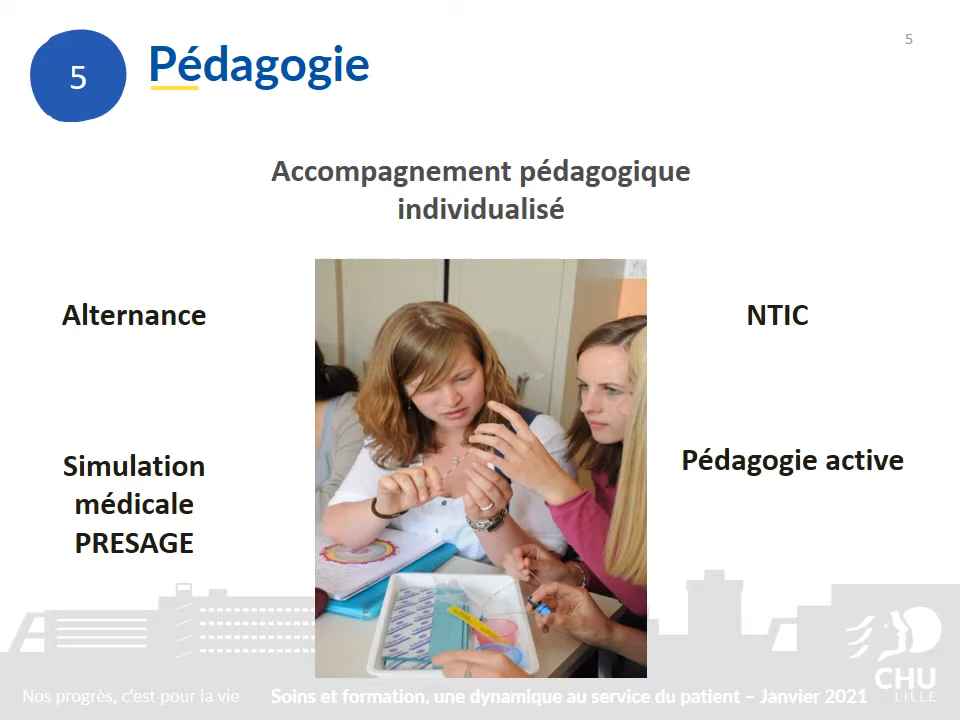 5
5
Pédagogie
Accompagnement pédagogique
individualisé
Alternance
NTIC
Simulation
médicale
PRESAGE
Pédagogie active
Nos progrès, c'est pour la vie
Soins et formation, une dynamique au service du patient – Janvier 2021
CHU
LILLE